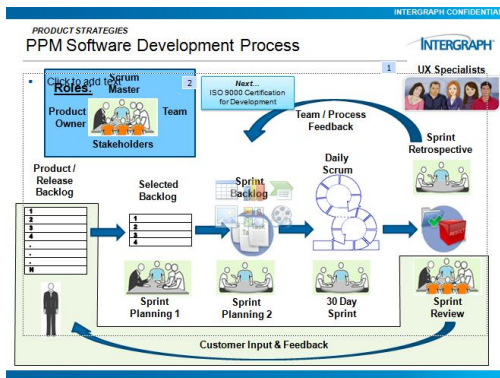 INTERGRAPH CONFIDENTIAL
PRODUCT STRATEGIES
PPM Software Development Process
INTERGRAPH
1
UX Specialists
Click to add text
Roles:
Scrum
Master
2
Product
Owner
Team
Stakeholders
Next...
ISO 9000 Certification
for Development
Team / Process
Feedback
Sprint
Retrospective
Product /
Release
Backlog
Selected
Backlog
Sprint
Backlog
Daily
Scrum
1
2
3
4
.
.
.
N
1
2
3
4
Task
Sprint
Planning 1
Sprint
Planning 2
30 Day
Sprint
Sprint
Review
Customer Input & Feedback